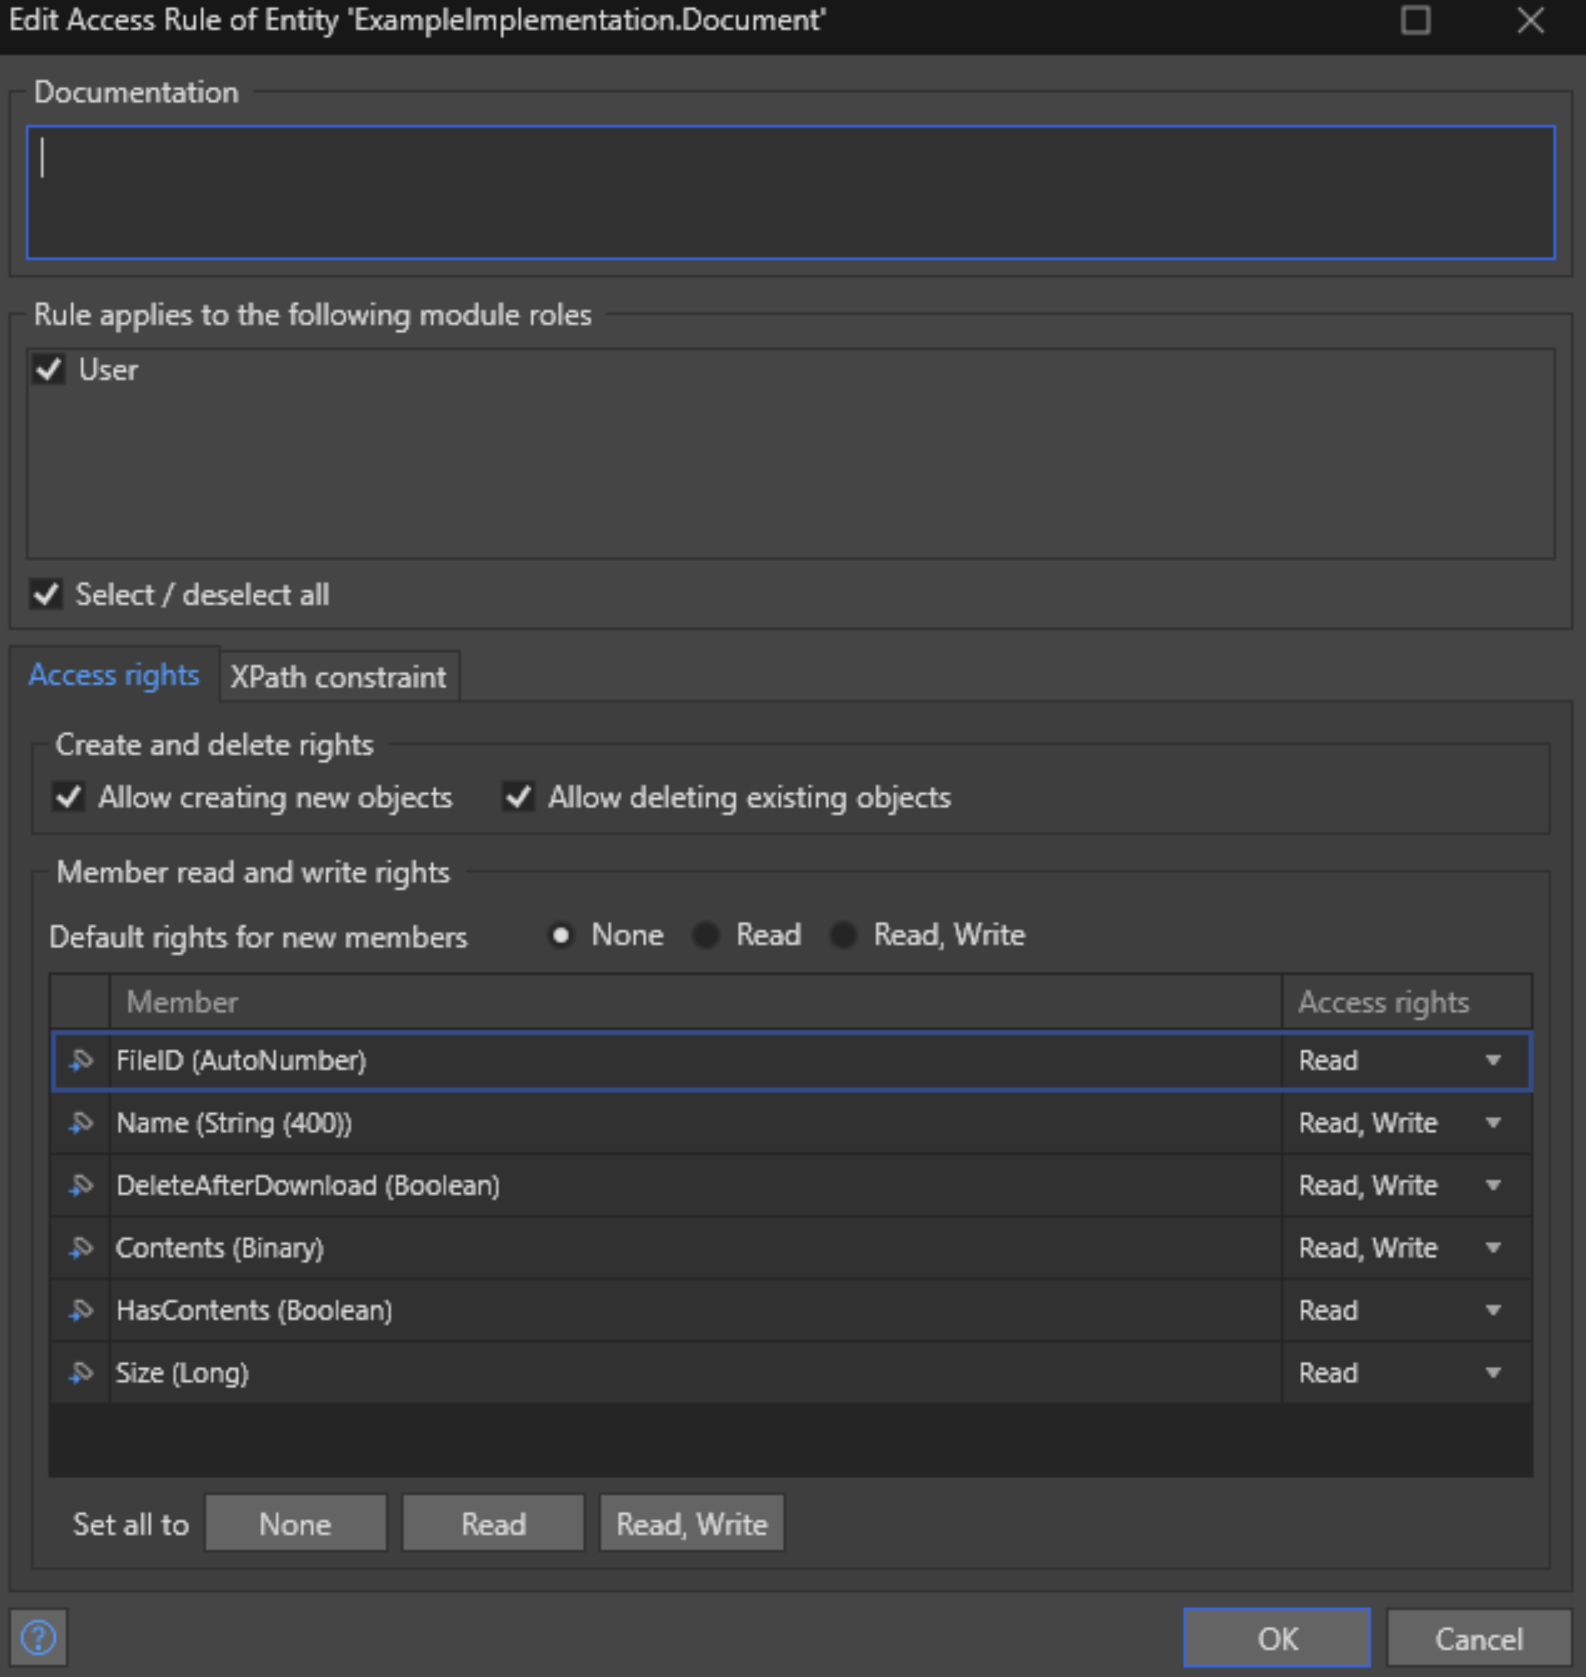 Edit Access Rule of Entity 'ExampleImplementation.Document'
Documentation
Rule applies to the following module roles
User
Select / deselect all
Access rights XPath constraint
Create and delete rights
Allow creating new objects Allow deleting existing objects
Member read and write rights
Default rights for new members None Read Read, Write
Member Access rights
FileID (AutoNumber) Read
Name (String (400)) Read, Write
DeleteAfterDownload (Boolean) Read, Write
Contents (Binary) Read, Write
HasContents (Boolean) Read
Size (Long) Read
Set all to None Read Read, Write
? OK Cancel